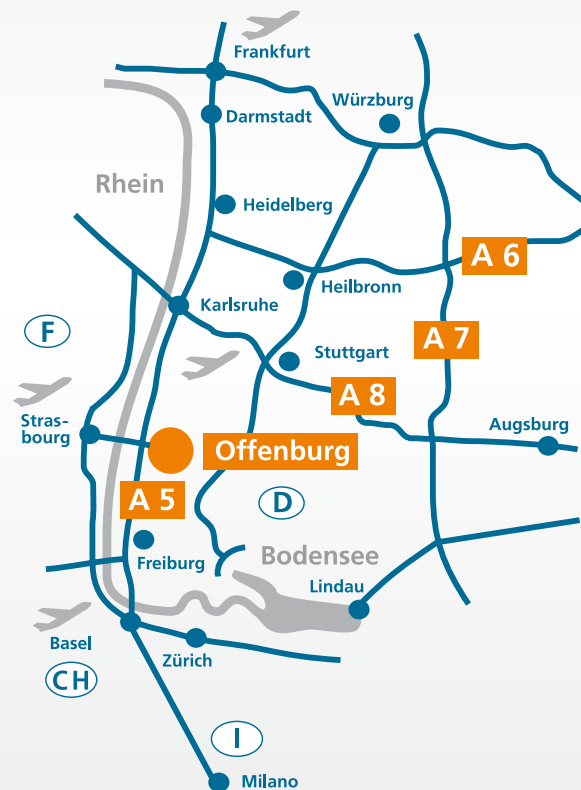 Frankfurt
Würzburg
Darmstadt
Rhein
Heidelberg
A 6
Heilbronn
Karlsruhe
F
A 7
Stuttgart
A 8
Stras-
bourg
Augsburg
Offenburg
A 5
D
Freiburg
Bodensee
Lindau
Basel
Zürich
CH
I
Milano